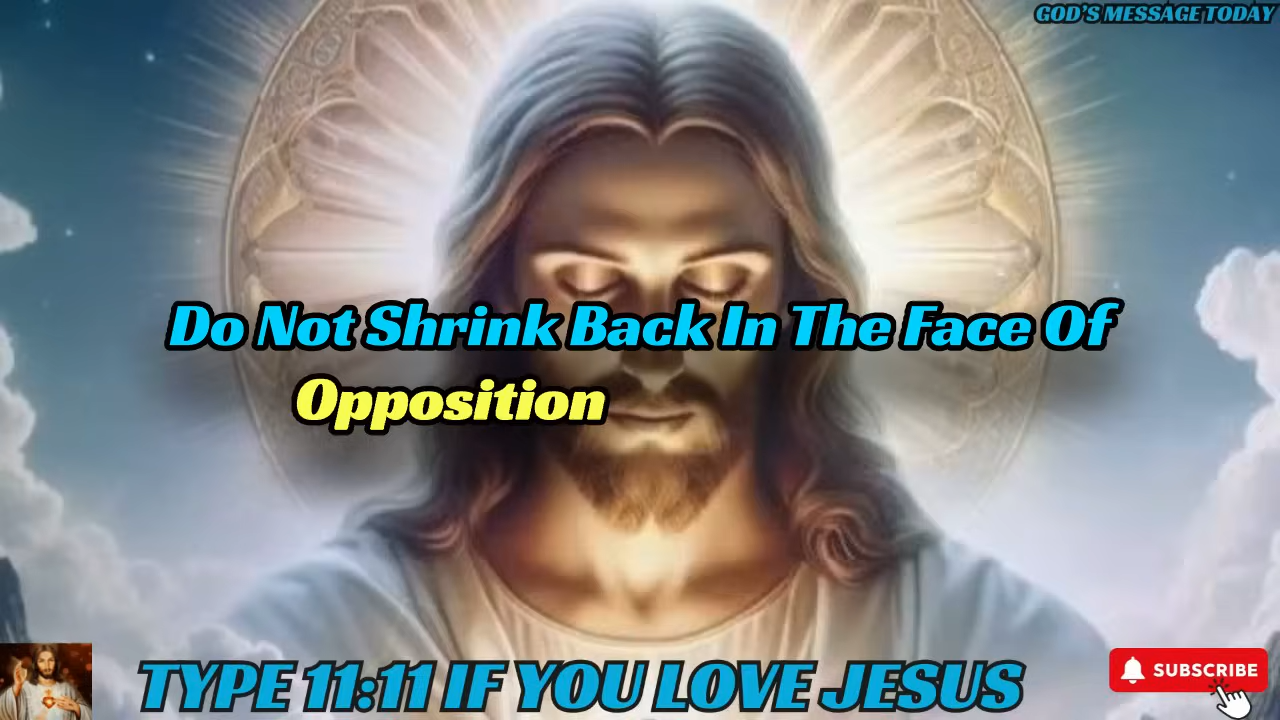 GOD'S MESSAGE TODAY
Do Not Shrink Back In The Face Of
Opposition
TYPE 11:11 IF YOU LOVE JESUS
SUBSCRIBE